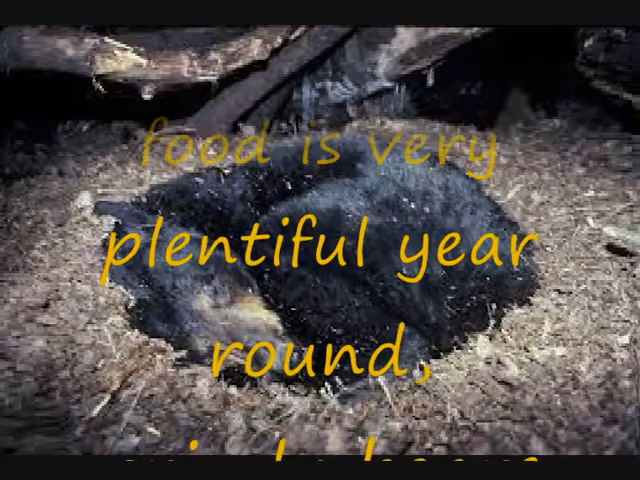 food is very
plentiful year
round,